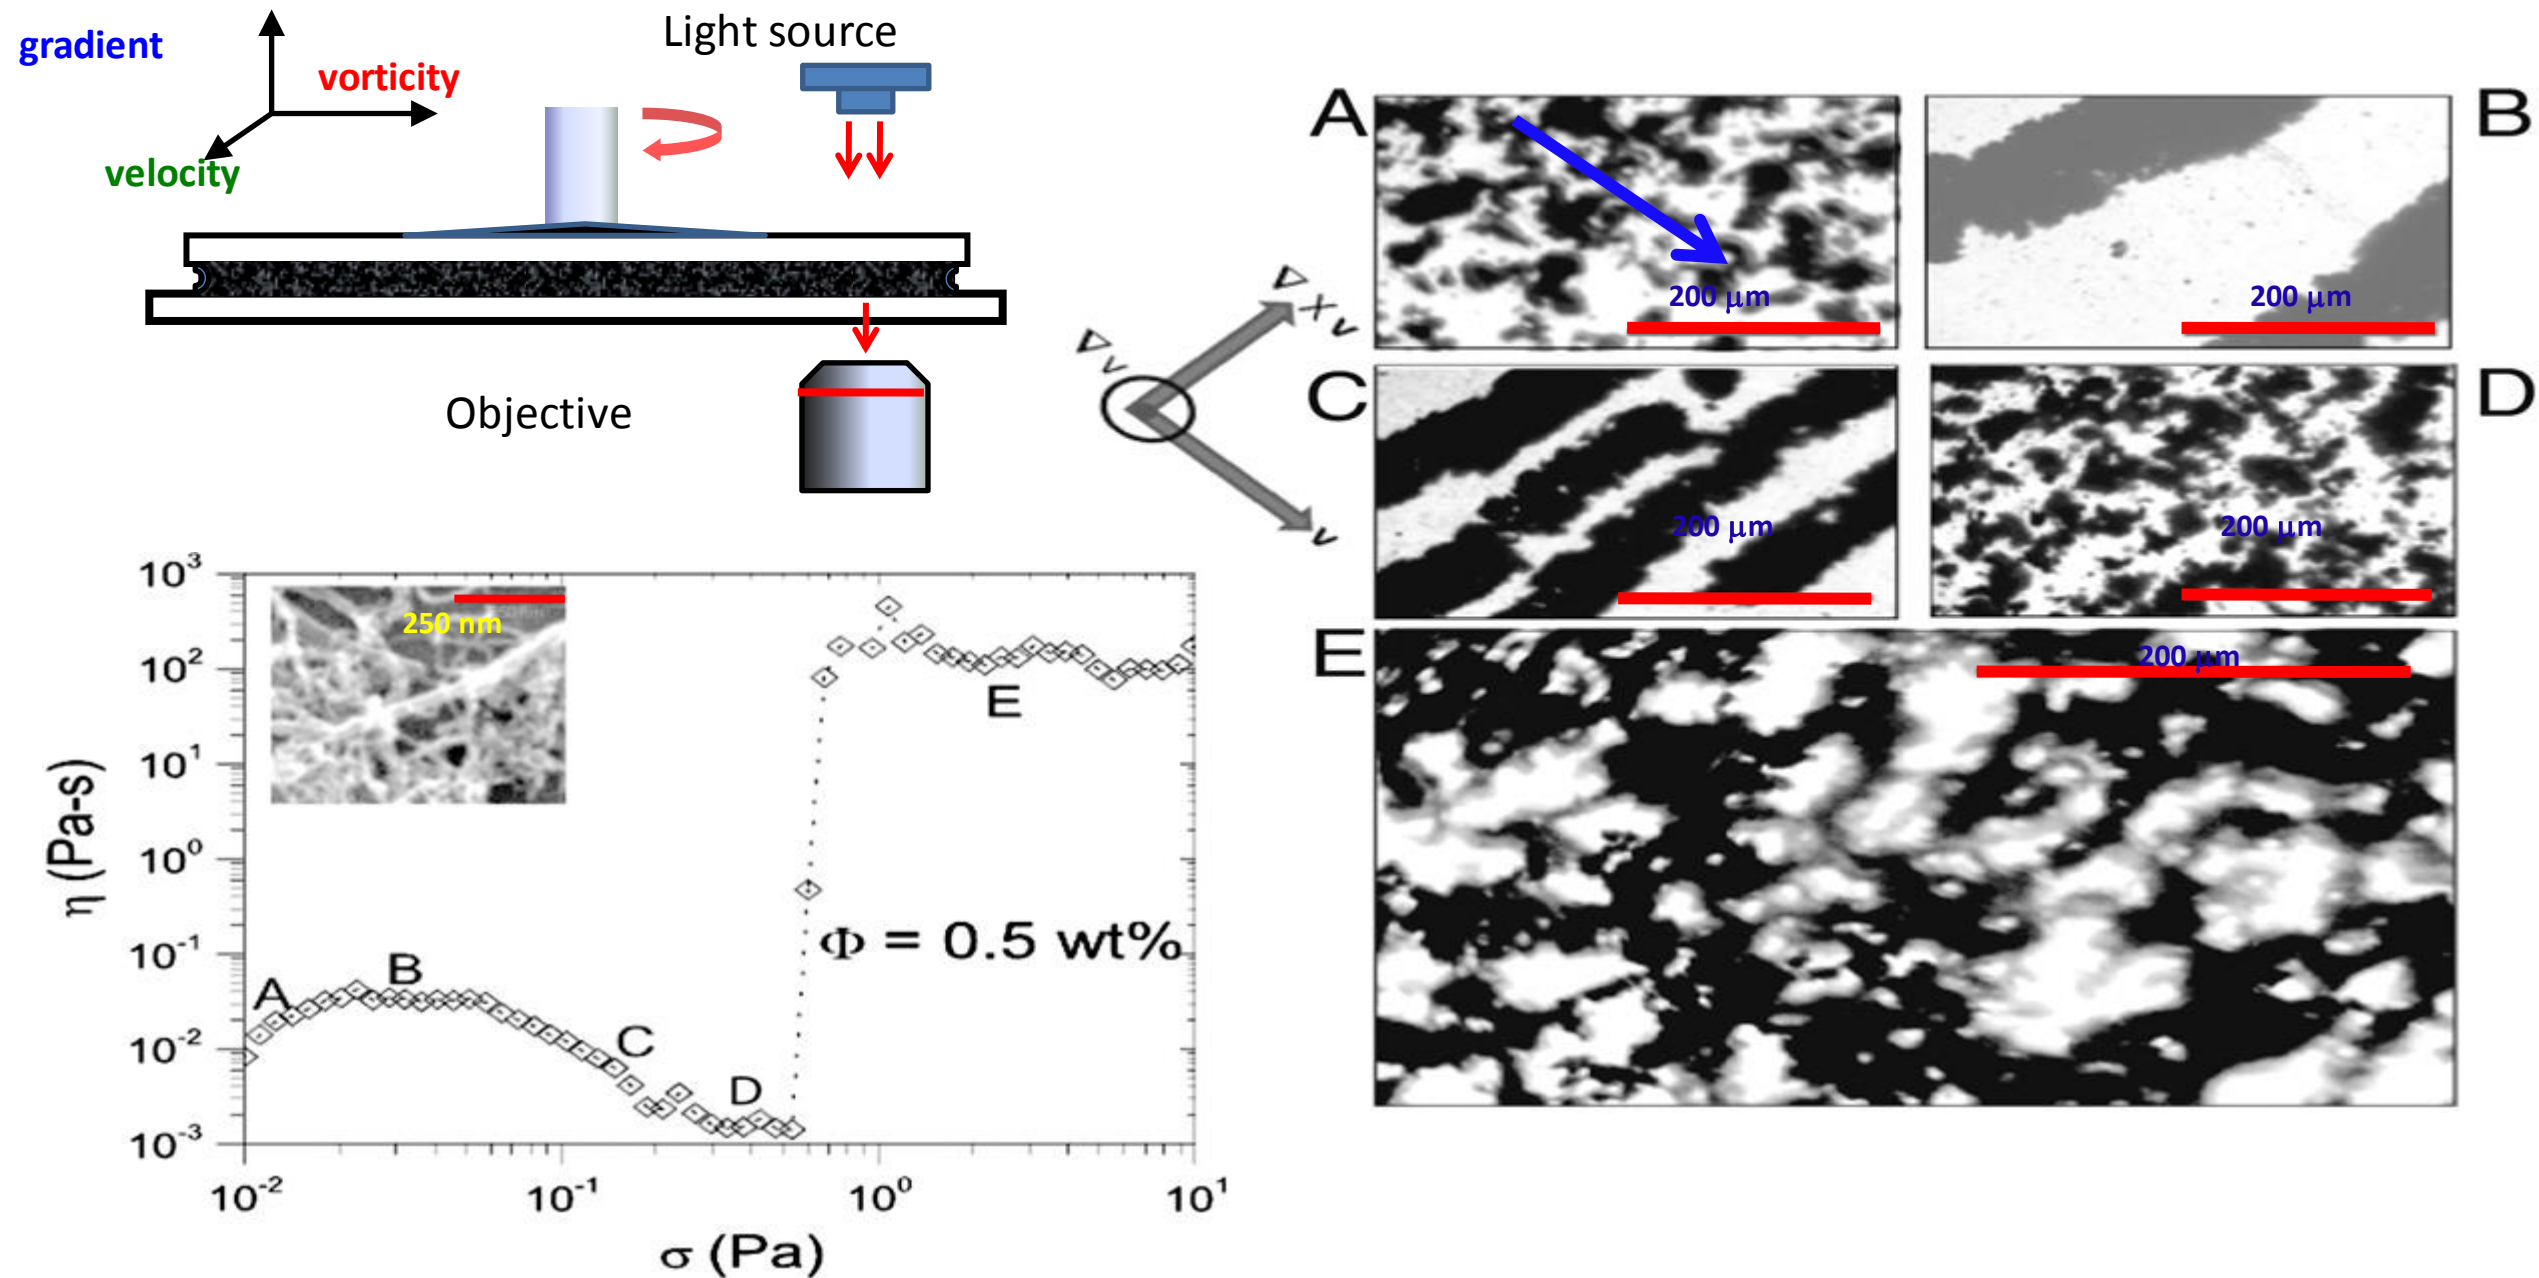 gradient
vorticity
velocity
Light source
Objective
∇ X v
∇ v
v
A
200 μm
B
200 μm
C
200 μm
D
200 μm
E
200 μm
10³
10²
10¹
10⁰
10⁻¹
10⁻²
10⁻³
η (Pa-s)
250 nm
A
B
C
D
E
Φ = 0.5 wt%
10⁻²
10⁻¹
10⁰
10¹
σ (Pa)